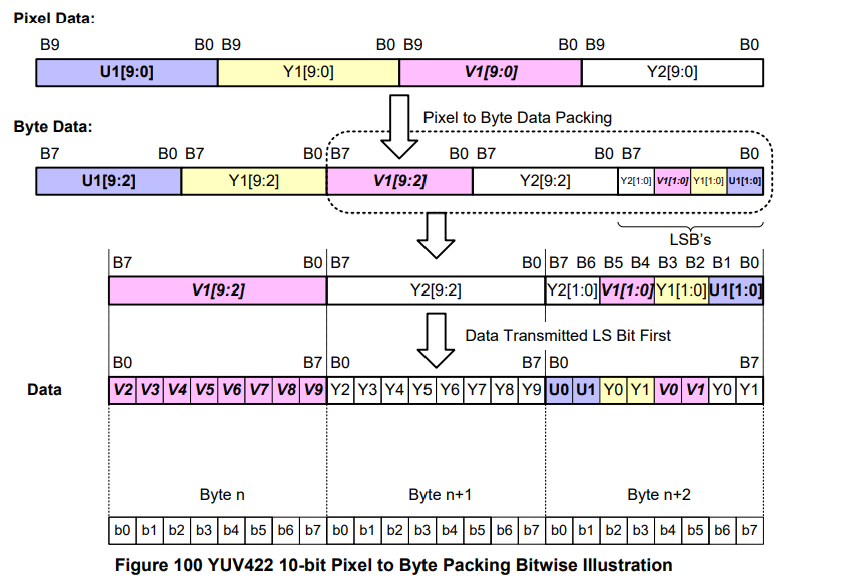 Pixel Data:
B9 B0 B9 B0 B9 B0 B9 B0
U1[9:0] Y1[9:0] V1[9:0] Y2[9:0]
Pixel to Byte Data Packing
Byte Data:
B7 B0 B7 B0 B7 B0 B7 B0 B7 B0
U1[9:2] Y1[9:2] V1[9:2] Y2[9:2] Y2[1:0] V1[1:0] Y1[1:0] U1[1:0]
LSB's
B7 B0 B7 B0 B7 B6 B5 B4 B3 B2 B1 B0
V1[9:2] Y2[9:2] Y2[1:0] V1[1:0] Y1[1:0] U1[1:0]
Data Transmitted LS Bit First
B0 B7 B0 B7 B0 B7
Data V2 V3 V4 V5 V6 V7 V8 V9 Y2 Y3 Y4 Y5 Y6 Y7 Y8 Y9 U0 U1 Y0 Y1 V0 V1 Y0 Y1
Byte n Byte n+1 Byte n+2
b0 b1 b2 b3 b4 b5 b6 b7 b0 b1 b2 b3 b4 b5 b6 b7 b0 b1 b2 b3 b4 b5 b6 b7
Figure 100 YUV422 10-bit Pixel to Byte Packing Bitwise Illustration